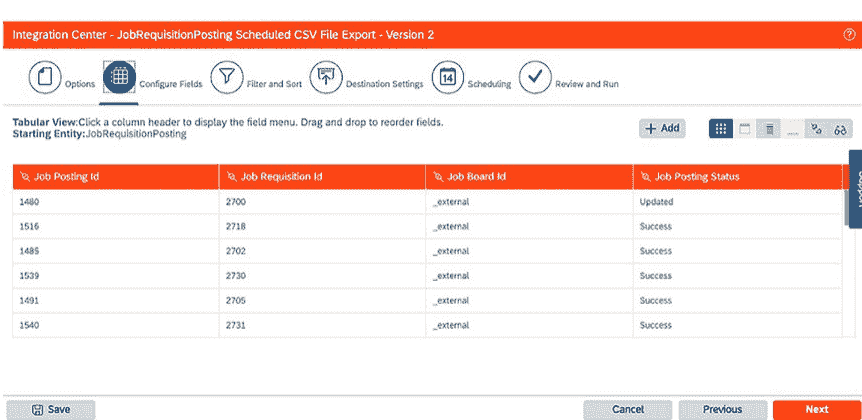 Integration Center - JobRequisitionPosting Scheduled CSV File Export - Version 2
Options
Configure Fields
Filter and Sort
Destination Settings
14
Scheduling
Review and Run
Tabular View:Click a column header to display the field menu. Drag and drop to reorder fields.
Starting Entity:JobRequisitionPosting
+ Add
Job Posting Id Job Requisition Id Job Board Id Job Posting Status
1480 2700 _external Updated
1516 2718 _external Success
1485 2702 _external Success
1539 2730 _external Success
1491 2705 _external Success
1540 2731 _external Success
Save
Cancel
Previous
Next